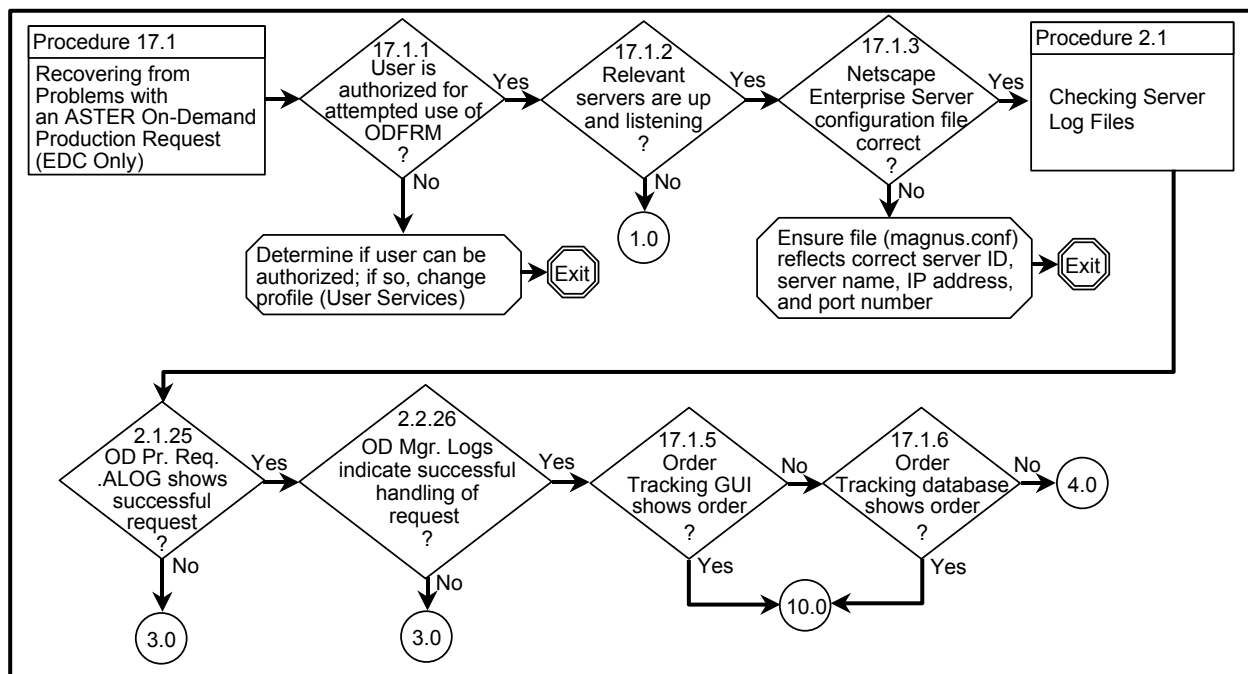 Procedure 17.1
Recovering from
Problems with
an ASTER On-Demand
Production Request
(EDC Only)
17.1.1
User is
authorized for
attempted use of
ODFRM
?
Yes
No
Determine if user can be
authorized; if so, change
profile (User Services)
Exit
17.1.2
Relevant
servers are up
and listening
?
Yes
No
1.0
17.1.3
Netscape
Enterprise Server
configuration file
correct
?
Yes
No
Ensure file (magnus.conf)
reflects correct server ID,
server name, IP address,
and port number
Exit
Procedure 2.1
Checking Server
Log Files
2.1.25
OD Pr. Req.
.ALOG shows
successful
request
?
Yes
No
3.0
2.2.26
OD Mgr. Logs
indicate successful
handling of
request
?
Yes
No
3.0
17.1.5
Order
Tracking GUI
shows order
?
No
Yes
10.0
17.1.6
Order
Tracking database
shows order
?
No
Yes
4.0